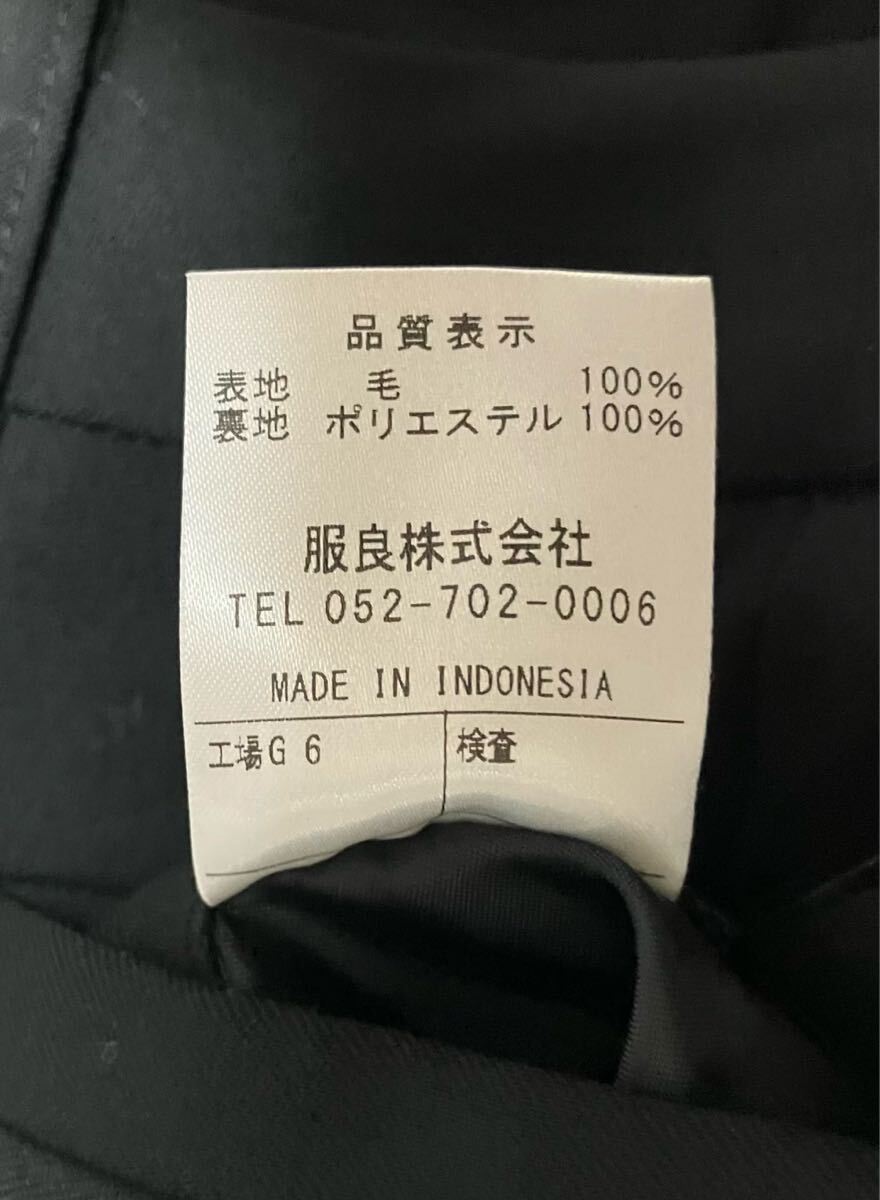 品質表示
表地 毛 100%
裏地 ポリエステル 100%
服良株式会社
TEL 052-702-0006
MADE IN INDONESIA
工場G 6 検査